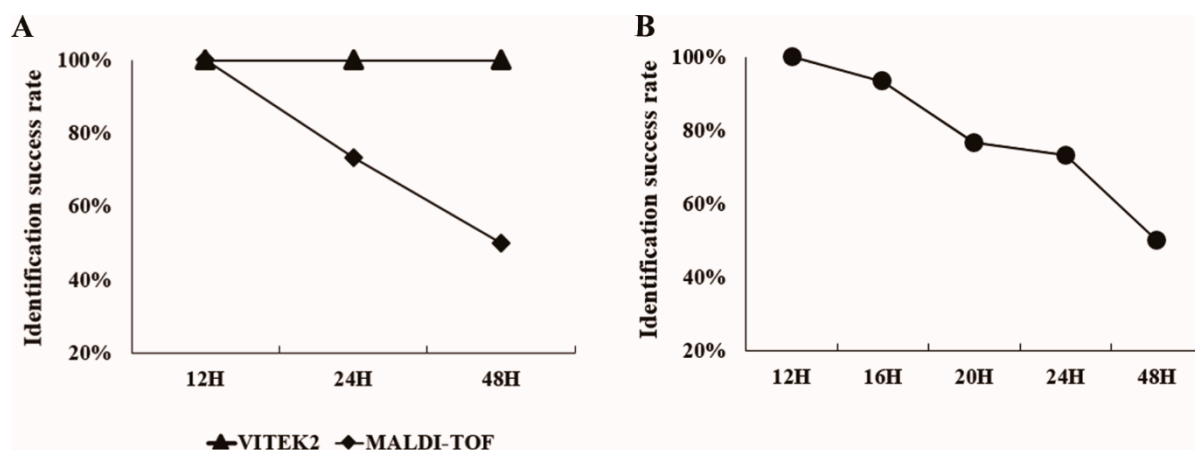 A
Identification success rate
100%
80%
60%
40%
20%
12H 24H 48H
VITEK2 MALDI-TOF
B
Identification success rate
100%
80%
60%
40%
20%
12H 16H 20H 24H 48H